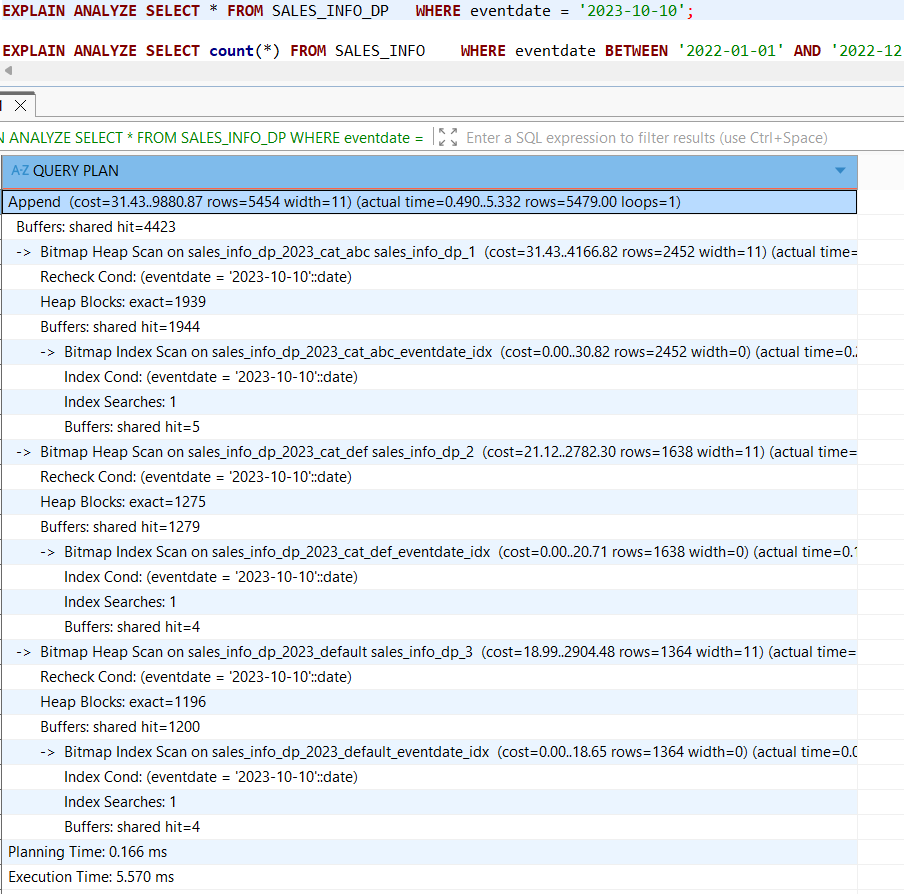 EXPLAIN ANALYZE SELECT * FROM SALES_INFO_DP WHERE eventdate = '2023-10-10';
EXPLAIN ANALYZE SELECT count(*) FROM SALES_INFO WHERE eventdate BETWEEN '2022-01-01' AND '2022-12
N ANALYZE SELECT * FROM SALES_INFO_DP WHERE eventdate = Enter a SQL expression to filter results (use Ctrl+Space)
A-Z QUERY PLAN
Append (cost=31.43..9880.87 rows=5454 width=11) (actual time=0.490..5.332 rows=5479.00 loops=1)
Buffers: shared hit=4423
-> Bitmap Heap Scan on sales_info_dp_2023_cat_abc sales_info_dp_1 (cost=31.43..4166.82 rows=2452 width=11) (actual time=
Recheck Cond: (eventdate = '2023-10-10'::date)
Heap Blocks: exact=1939
Buffers: shared hit=1944
-> Bitmap Index Scan on sales_info_dp_2023_cat_abc_eventdate_idx (cost=0.00..30.82 rows=2452 width=0) (actual time=0.2
Index Cond: (eventdate = '2023-10-10'::date)
Index Searches: 1
Buffers: shared hit=5
-> Bitmap Heap Scan on sales_info_dp_2023_cat_def sales_info_dp_2 (cost=21.12..2782.30 rows=1638 width=11) (actual time=
Recheck Cond: (eventdate = '2023-10-10'::date)
Heap Blocks: exact=1275
Buffers: shared hit=1279
-> Bitmap Index Scan on sales_info_dp_2023_cat_def_eventdate_idx (cost=0.00..20.71 rows=1638 width=0) (actual time=0.1
Index Cond: (eventdate = '2023-10-10'::date)
Index Searches: 1
Buffers: shared hit=4
-> Bitmap Heap Scan on sales_info_dp_2023_default sales_info_dp_3 (cost=18.99..2904.48 rows=1364 width=11) (actual time=
Recheck Cond: (eventdate = '2023-10-10'::date)
Heap Blocks: exact=1196
Buffers: shared hit=1200
-> Bitmap Index Scan on sales_info_dp_2023_default_eventdate_idx (cost=0.00..18.65 rows=1364 width=0) (actual time=0.0
Index Cond: (eventdate = '2023-10-10'::date)
Index Searches: 1
Buffers: shared hit=4
Planning Time: 0.166 ms
Execution Time: 5.570 ms